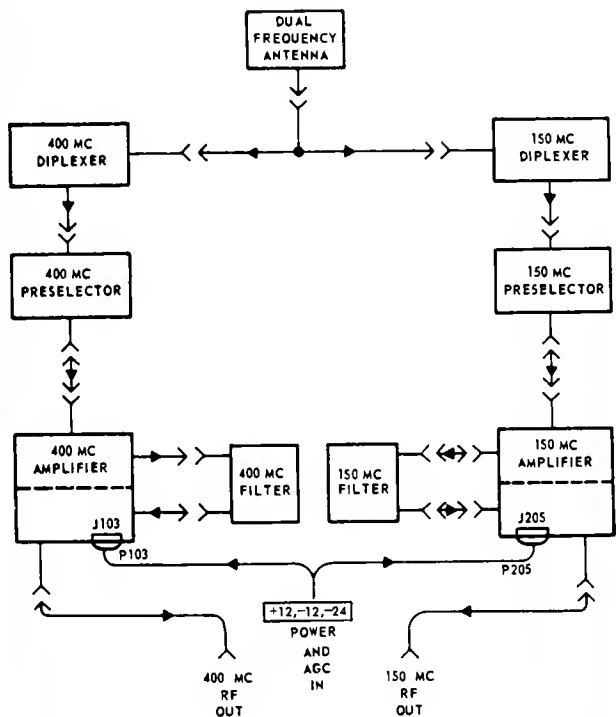 DUAL
FREQUENCY
ANTENNA
400 MC
DIPLEXER
150 MC
DIPLEXER
400 MC
PRESELECTOR
150 MC
PRESELECTOR
400 MC
AMPLIFIER
400 MC
FILTER
150 MC
FILTER
150 MC
AMPLIFIER
J103
P103
J205
P205
+12,-12,-24
POWER
AND
AGC
IN
400 MC
RF
OUT
150 MC
RF
OUT